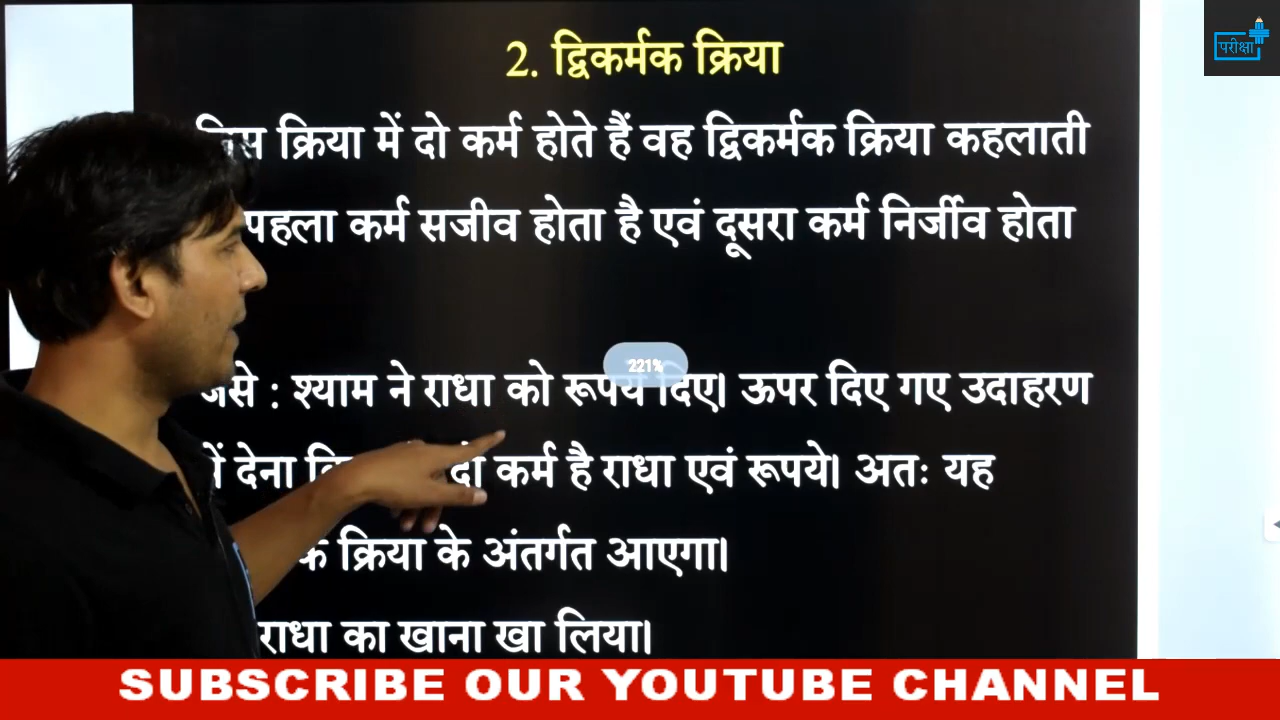 परीक्षा
2. द्विकर्मक क्रिया
क्रिया में दो कर्म होते हैं वह द्विकर्मक क्रिया कहलाती
पहला कर्म सजीव होता है एवं दूसरा कर्म निर्जीव होता
221%
: श्याम ने राधा को रूपये दिए। ऊपर दिए गए उदाहरण
देना दो कर्म है राधा एवं रूपये। अतः यह
क्रिया के अंतर्गत आएगा।
राधा का खाना खा लिया।
SUBSCRIBE OUR YOUTUBE CHANNEL